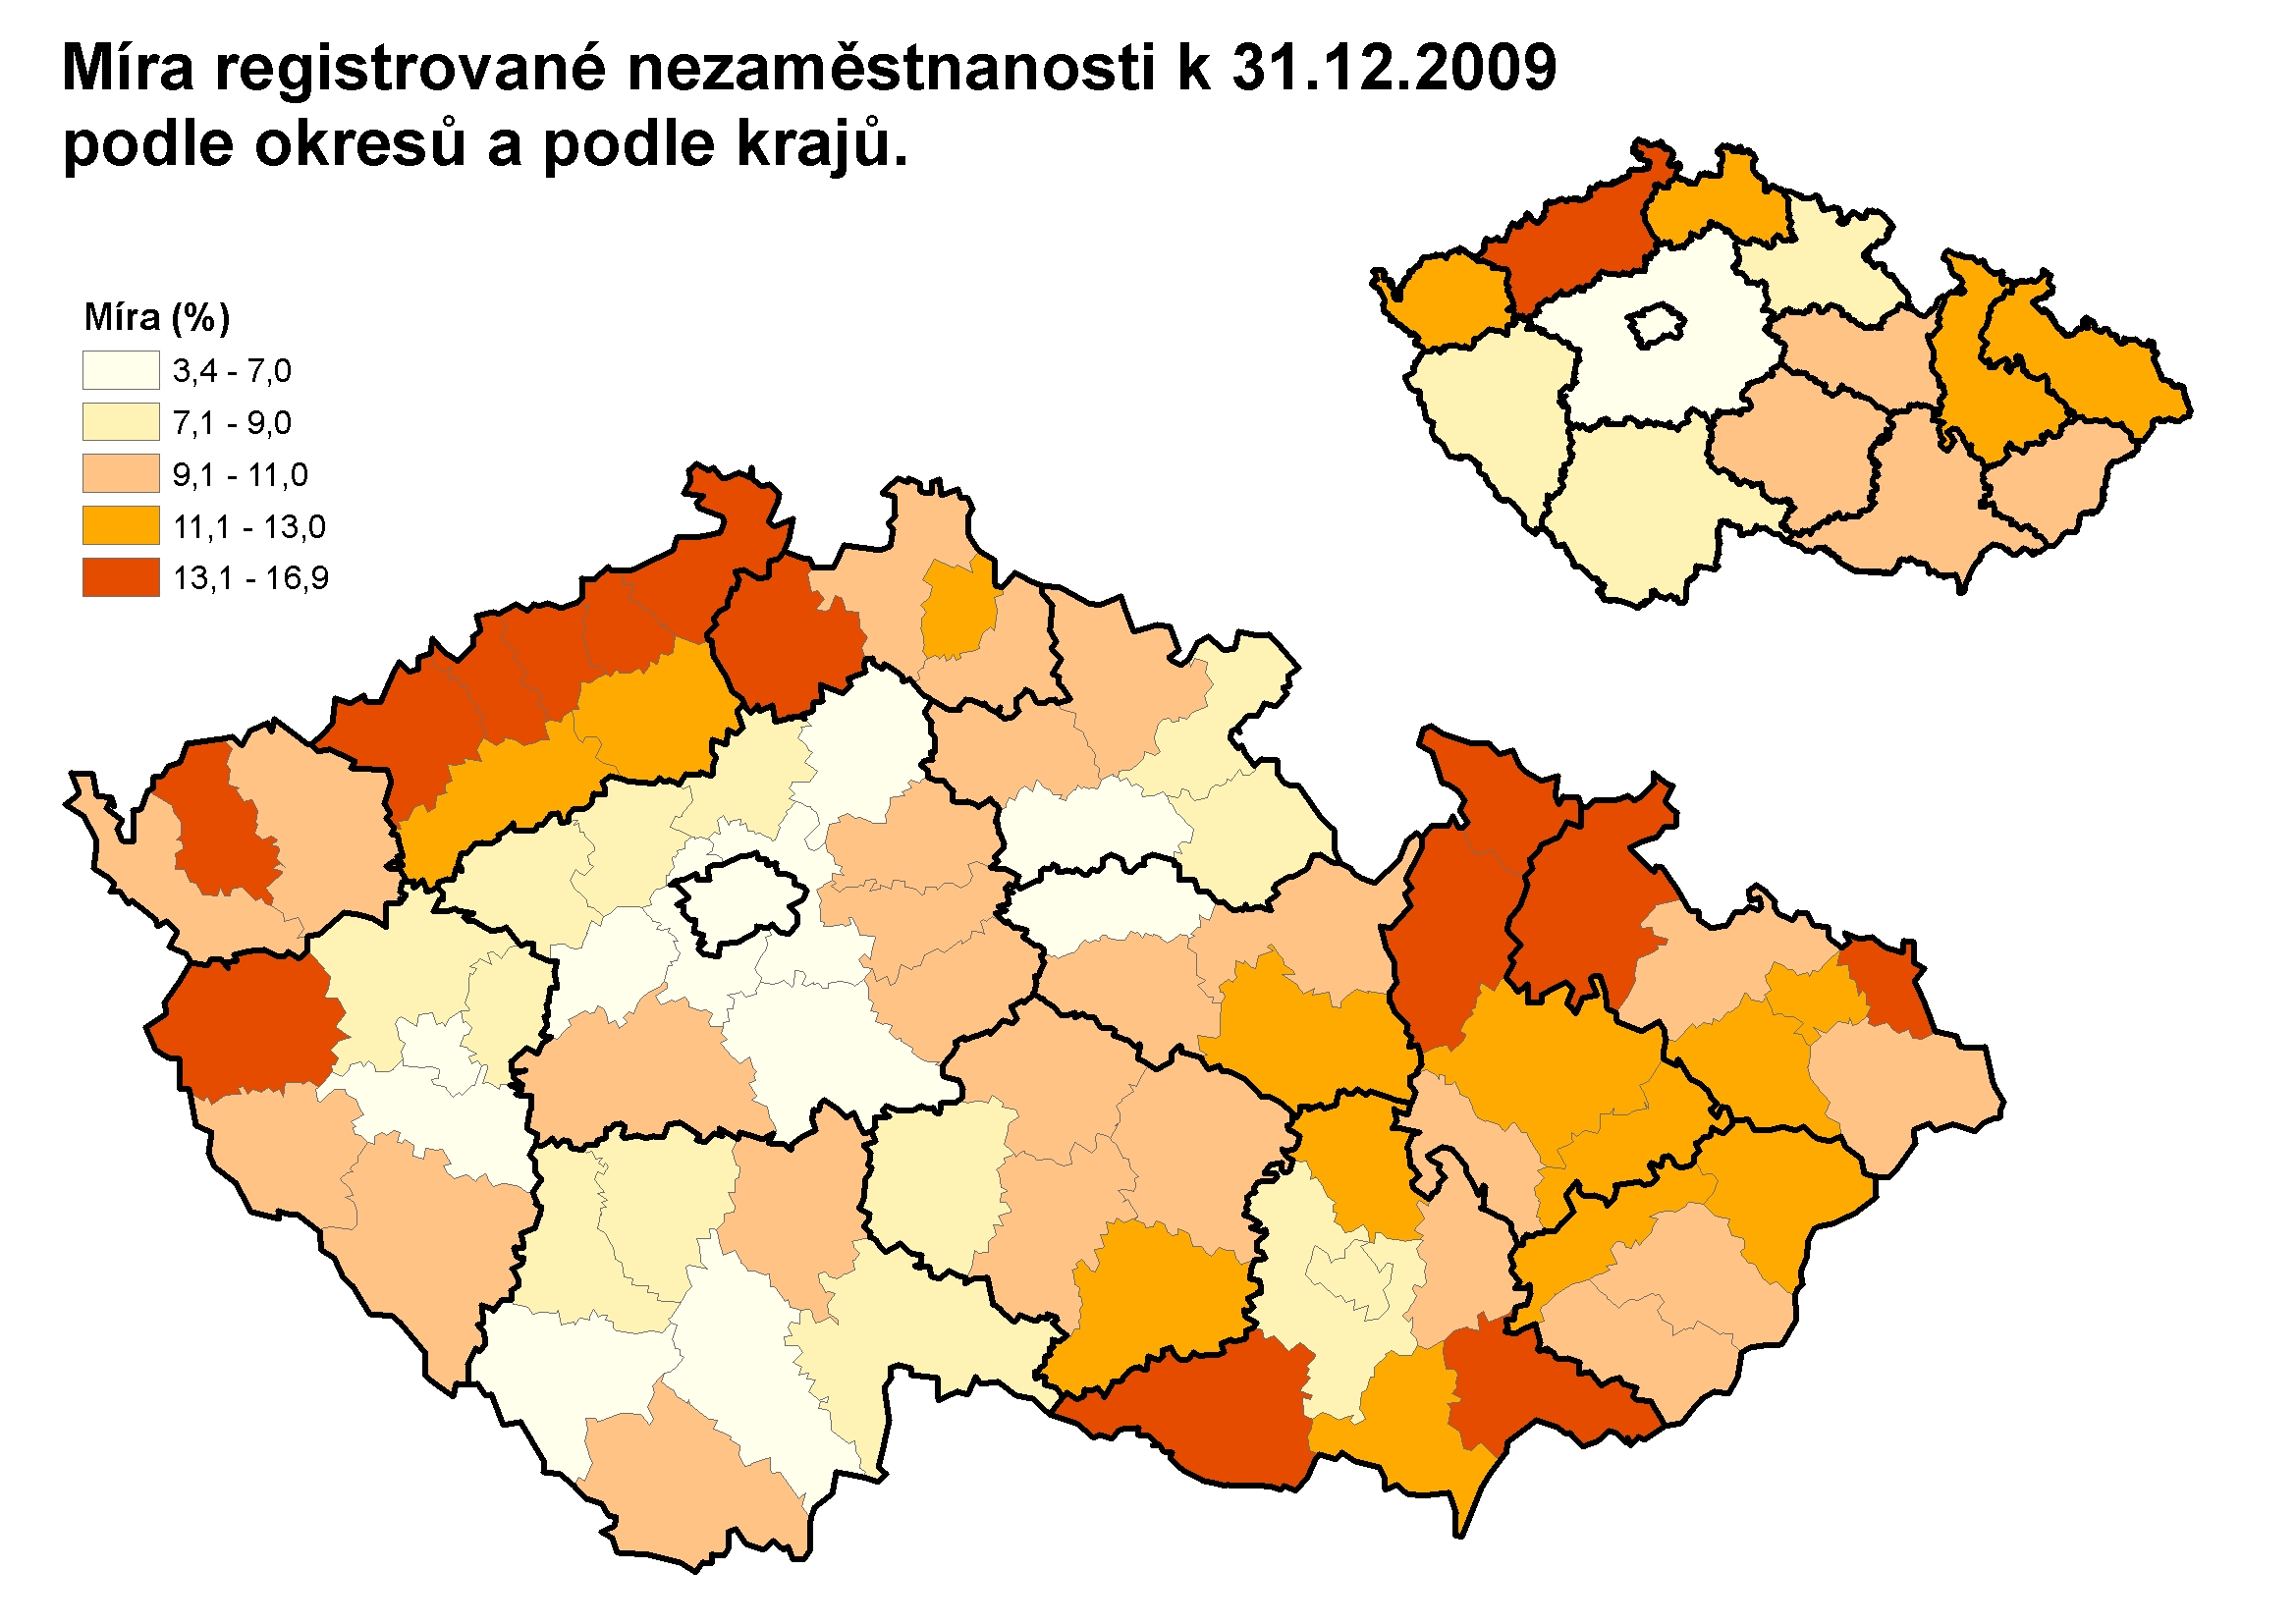 Míra registrované nezaměstnanosti k 31.12.2009
podle okresů a podle krajů.
Míra (%)
3,4 - 7,0
7,1 - 9,0
9,1 - 11,0
11,1 - 13,0
13,1 - 16,9